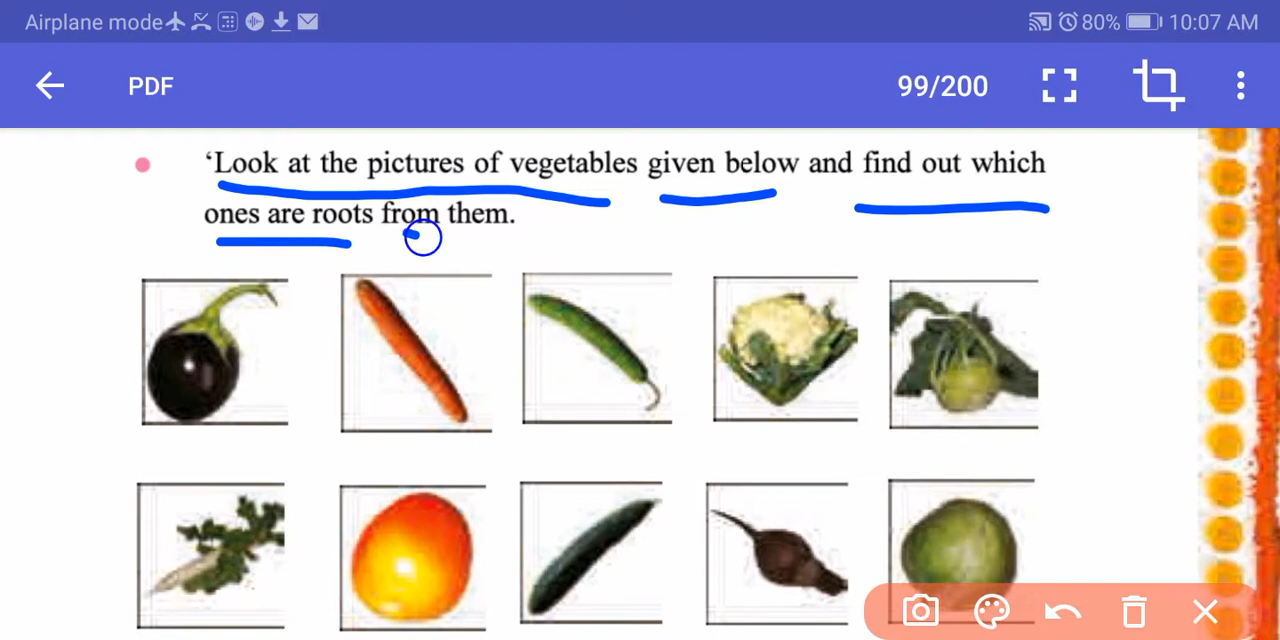 Airplane mode 80% 10:07 AM
PDF 99/200
‘Look at the pictures of vegetables given below and find out which
ones are roots from them.